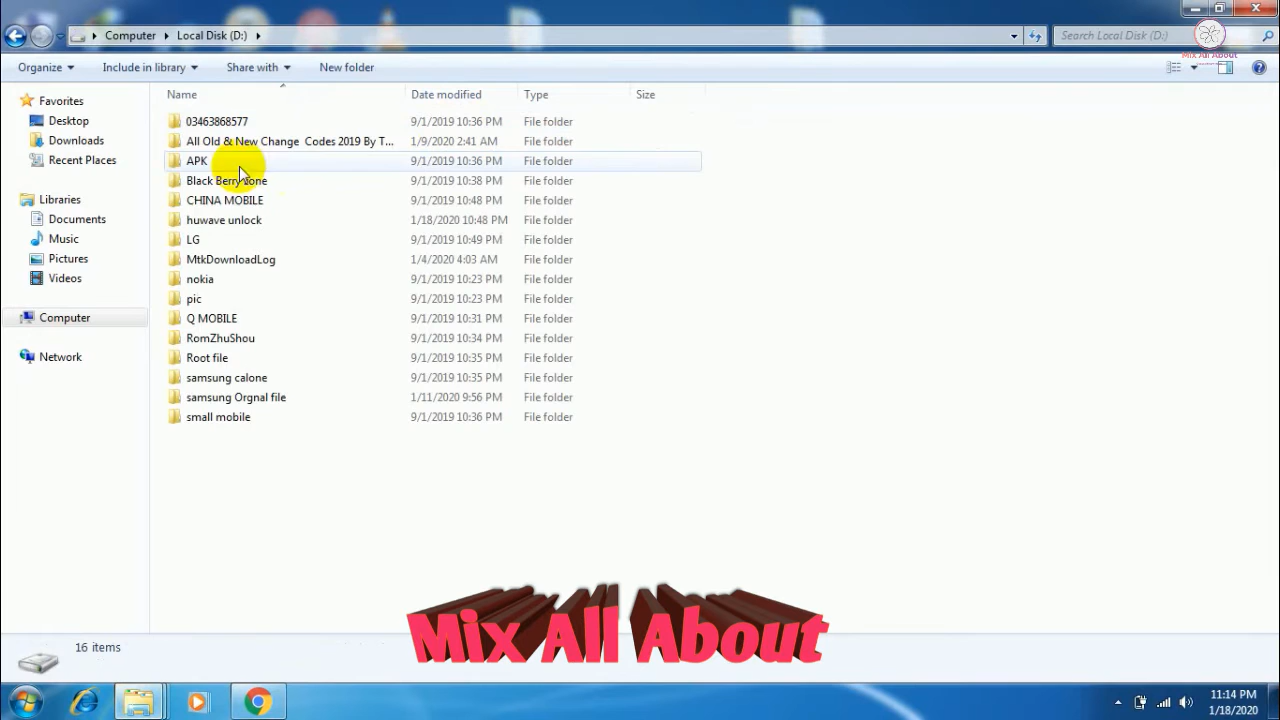 Computer Local Disk (D:)
Search Local Disk (D:)
Mix All About
Organize Include in library Share with New folder
Name Date modified Type Size
Favorites
Desktop
Downloads
Recent Places
Libraries
Documents
Music
Pictures
Videos
Computer
Network
03463868577 9/1/2019 10:36 PM File folder
All Old & New Change Codes 2019 By T... 1/9/2020 2:41 AM File folder
APK 9/1/2019 10:36 PM File folder
Black Berry zone 9/1/2019 10:38 PM File folder
CHINA MOBILE 9/1/2019 10:48 PM File folder
huwave unlock 1/18/2020 10:48 PM File folder
LG 9/1/2019 10:49 PM File folder
MtkDownloadLog 1/4/2020 4:03 AM File folder
nokia 9/1/2019 10:23 PM File folder
pic 9/1/2019 10:23 PM File folder
Q MOBILE 9/1/2019 10:31 PM File folder
RomZhuShou 9/1/2019 10:34 PM File folder
Root file 9/1/2019 10:35 PM File folder
samsung calone 9/1/2019 10:35 PM File folder
samsung Orgnal file 1/11/2020 9:56 PM File folder
small mobile 9/1/2019 10:36 PM File folder
16 items
Mix All About
11:14 PM
1/18/2020